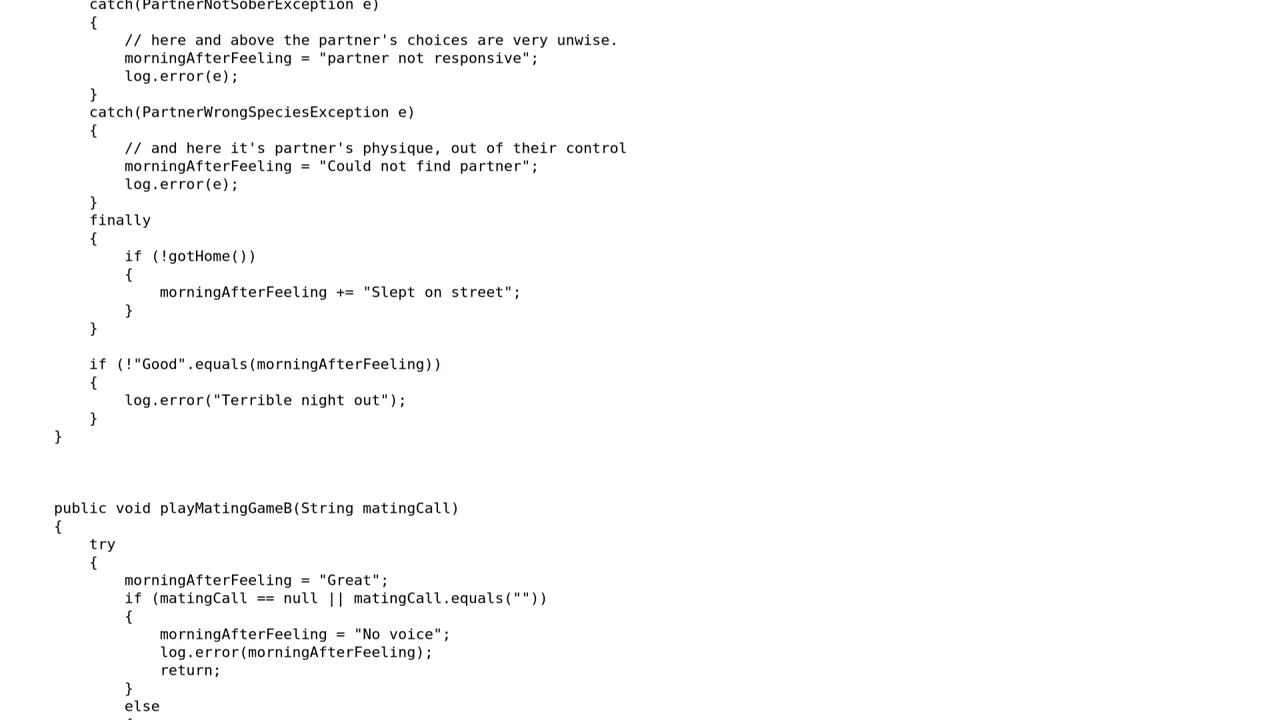 catch(PartnerNotSoberException e)
{
// here and above the partner's choices are very unwise.
morningAfterFeeling = "partner not responsive";
log.error(e);
}
catch(PartnerWrongSpeciesException e)
{
// and here it's partner's physique, out of their control
morningAfterFeeling = "Could not find partner";
log.error(e);
}
finally
{
if (!gotHome())
{
morningAfterFeeling += "Slept on street";
}
}
if (!"Good".equals(morningAfterFeeling))
{
log.error("Terrible night out");
}
}
public void playMatingGameB(String matingCall)
{
try
{
morningAfterFeeling = "Great";
if (matingCall == null || matingCall.equals(""))
{
morningAfterFeeling = "No voice";
log.error(morningAfterFeeling);
return;
}
else
{